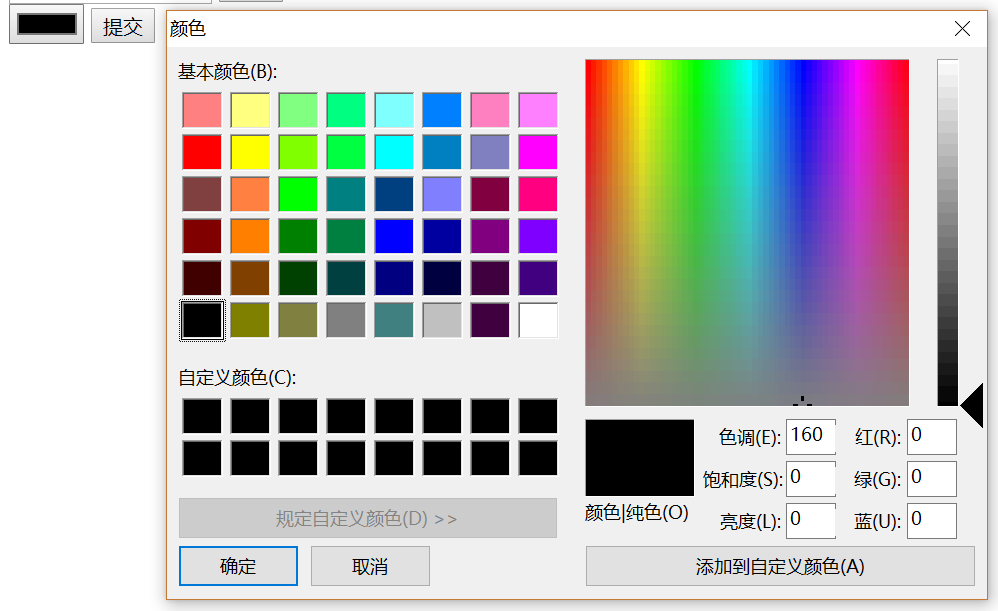 提交
颜色
基本颜色(B):
自定义颜色(C):
规定自定义颜色(D) >>
确定
取消
颜色|纯色(O)
色调(E): 160
红(R): 0
饱和度(S): 0
绿(G): 0
亮度(L): 0
蓝(U): 0
添加到自定义颜色(A)